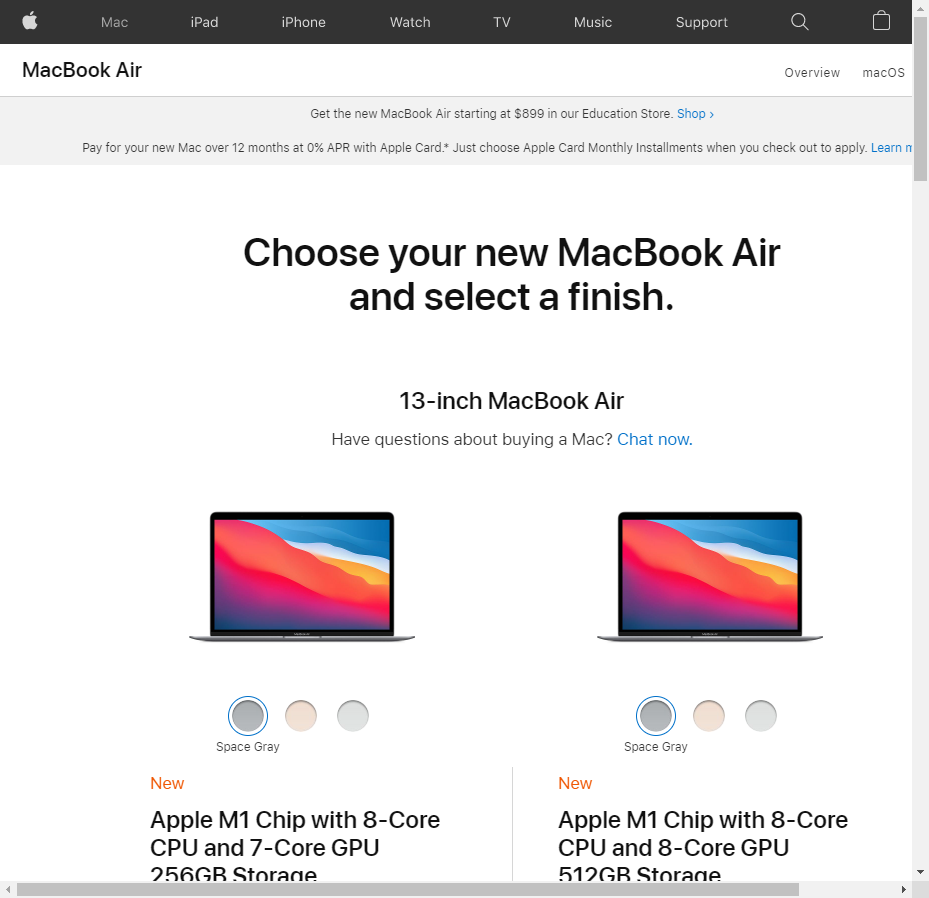 Mac iPad iPhone Watch TV Music Support
MacBook Air
Overview macOS
Get the new MacBook Air starting at $899 in our Education Store. Shop ›
Pay for your new Mac over 12 months at 0% APR with Apple Card.* Just choose Apple Card Monthly Installments when you check out to apply. Learn
Choose your new MacBook Air
and select a finish.
13-inch MacBook Air
Have questions about buying a Mac? Chat now.
Space Gray
Space Gray
New
Apple M1 Chip with 8-Core
CPU and 7-Core GPU
256GB Storage
New
Apple M1 Chip with 8-Core
CPU and 8-Core GPU
512GB Storage